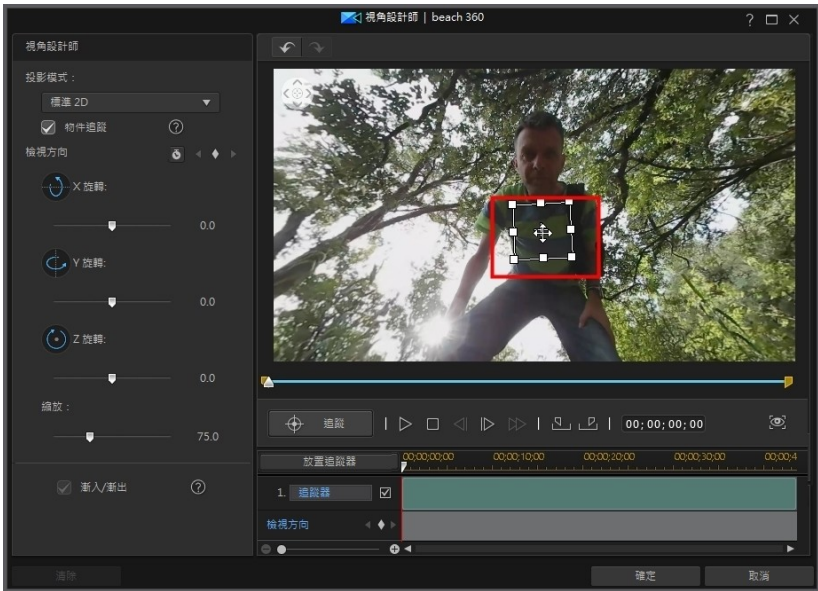 視角設計師 | beach 360
視角設計師
投影模式：
標準 2D
物件追蹤
檢視方向
X 旋轉:
0.0
Y 旋轉:
0.0
Z 旋轉:
0.0
縮放：
75.0
漸入/漸出
追蹤
00;00;00;00
放置追蹤器
00;00;00;00 00;00;10;00 00;00;20;00 00;00;30;00 00;00;4
1. 追蹤器
檢視方向
清除
確定
取消